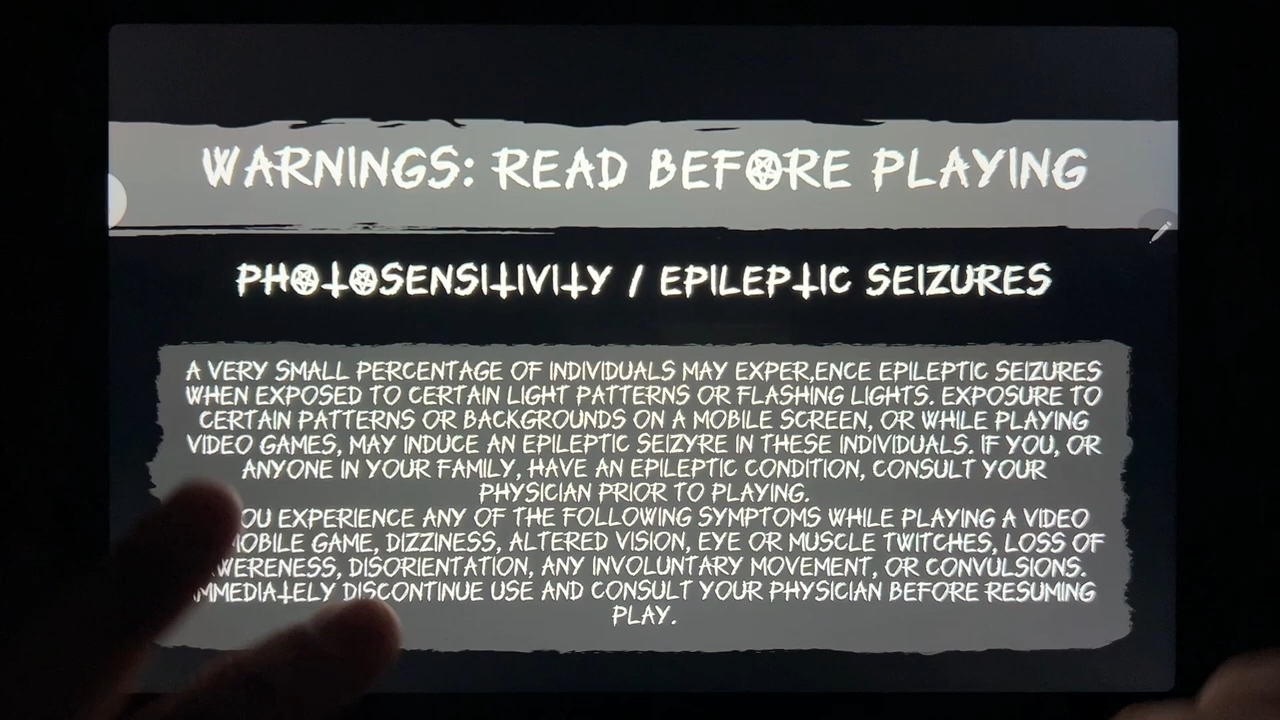 WARNINGS: READ BEFORE PLAYING
PHOTOSENSITIVITY / EPILEPTIC SEIZURES
A VERY SMALL PERCENTAGE OF INDIVIDUALS MAY EXPER,ENCE EPILEPTIC SEIZURES
WHEN EXPOSED TO CERTAIN LIGHT PATTERNS OR FLASHING LIGHTS. EXPOSURE TO
CERTAIN PATTERNS OR BACKGROUNDS ON A MOBILE SCREEN, OR WHILE PLAYING
VIDEO GAMES, MAY INDUCE AN EPILEPTIC SEIZYRE IN THESE INDIVIDUALS. IF YOU, OR
ANYONE IN YOUR FAMILY, HAVE AN EPILEPTIC CONDITION, CONSULT YOUR
PHYSICIAN PRIOR TO PLAYING.
OU EXPERIENCE ANY OF THE FOLLOWING SYMPTOMS WHILE PLAYING A VIDEO
MOBILE GAME, DIZZINESS, ALTERED VISION, EYE OR MUSCLE TWITCHES, LOSS OF
WERENESS, DISORIENTATION, ANY INVOLUNTARY MOVEMENT, OR CONVULSIONS.
IMMEDIATELY DISCONTINUE USE AND CONSULT YOUR PHYSICIAN BEFORE RESUMING
PLAY.